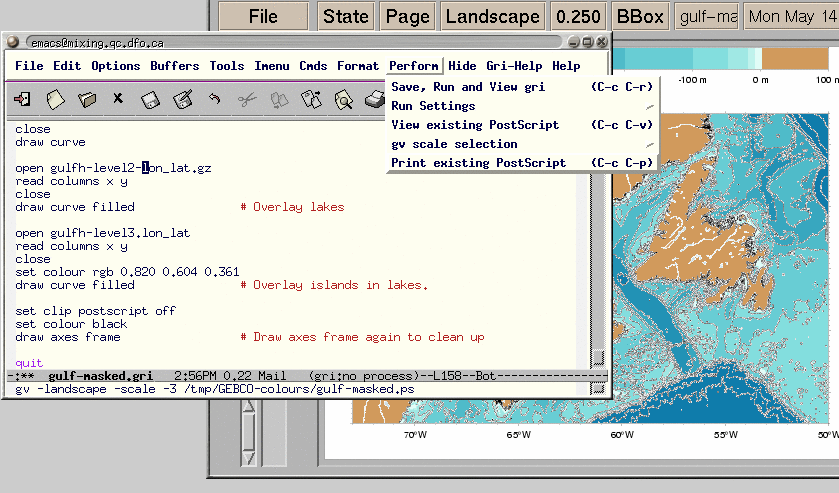 File State Page Landscape 0.250 BBox gulf-ma Mon May 14
emacs@mixing.qc.dfo.ca
File Edit Options Buffers Tools Imenu Cmds Format Perform Hide Gri-Help Help
Save, Run and View gri (C-c C-r)
Run Settings
View existing PostScript (C-c C-v)
gv scale selection
Print existing PostScript (C-c C-p)
close
draw curve
open gulfh-level2-lon_lat.gz
read columns x y
close
draw curve filled # Overlay lakes
open gulfh-level3.lon_lat
read columns x y
close
set colour rgb 0.820 0.604 0.361
draw curve filled # Overlay islands in lakes.
set clip postscript off
set colour black
draw axes frame # Draw axes frame again to clean up
quit
-:** gulf-masked.gri 2:56PM 0.22 Mail (gri:no process)--L158--Bot
gv -landscape -scale -3 /tmp/GEBCO-colours/gulf-masked.ps
-100 m 0 m 100 m
70°W 65°W 60°W 55°W 50°W